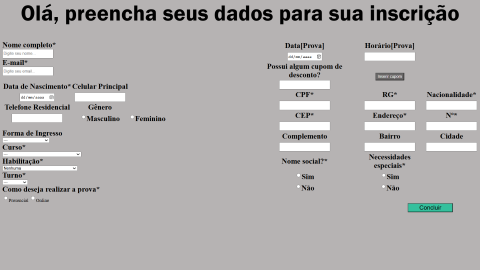 Olá, preencha seus dados para sua inscrição
Nome completo*
Digite seu nome...
E-mail*
Digite seu email...
Data de Nascimento* Celular Principal
dd/mm/aaaa
Telefone Residencial Gênero
Masculino Feminino
Forma de Ingresso
Curso*
Habilitação*
Nenhuma
Turno*
Como deseja realizar a prova*
Presencial Online
Data[Prova] Horário[Prova]
dd/mm/aaaa
Possui algum cupom de
desconto?
Inserir cupom
CPF* RG* Nacionalidade*
CEP* Endereço* Nº*
Complemento Bairro Cidade
Nome social?* Necessidades
especiais*
Sim Sim
Não Não
Concluir